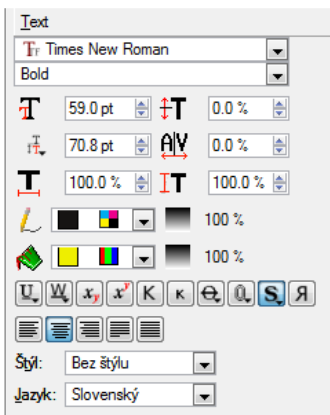 Text
Times New Roman
Bold
59.0 pt 0.0 %
70.8 pt 0.0 %
100.0 % 100.0 %
100 %
100 %
Štýl: Bez štýlu
Jazyk: Slovenský